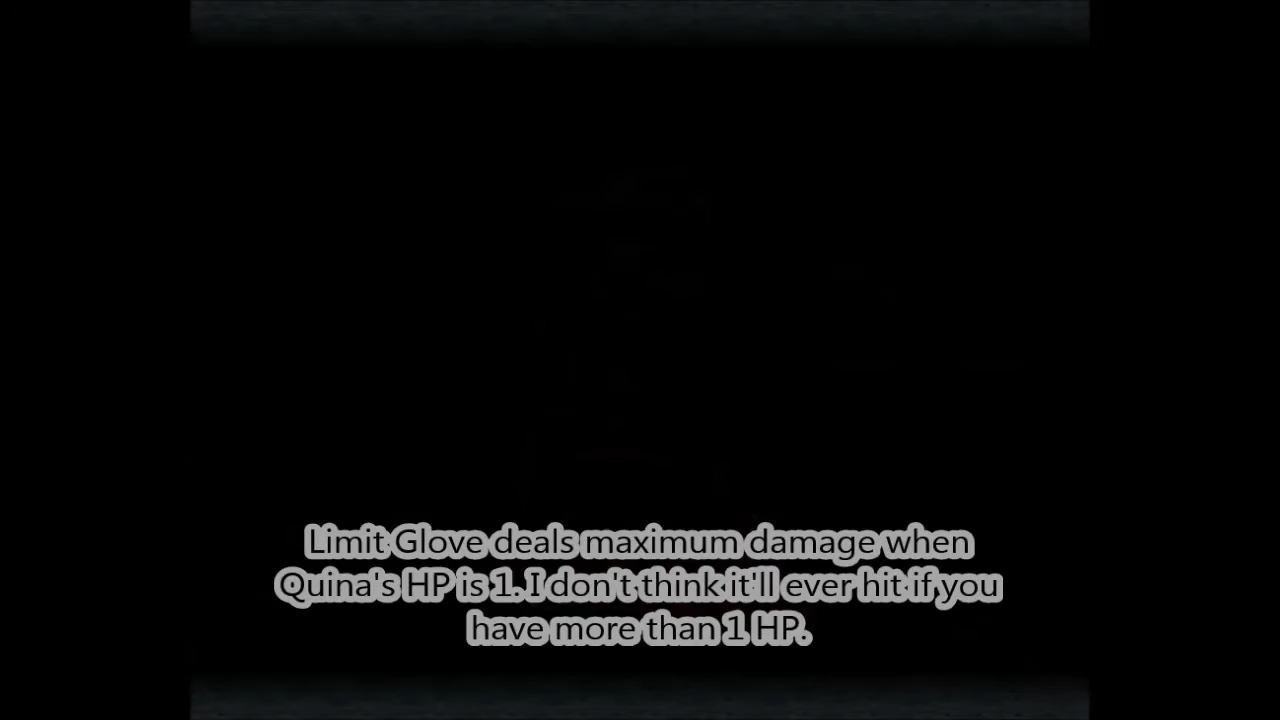 Limit Glove deals maximum damage when
Quina's HP is 1. I don't think it'll ever hit if you
have more than 1 HP.